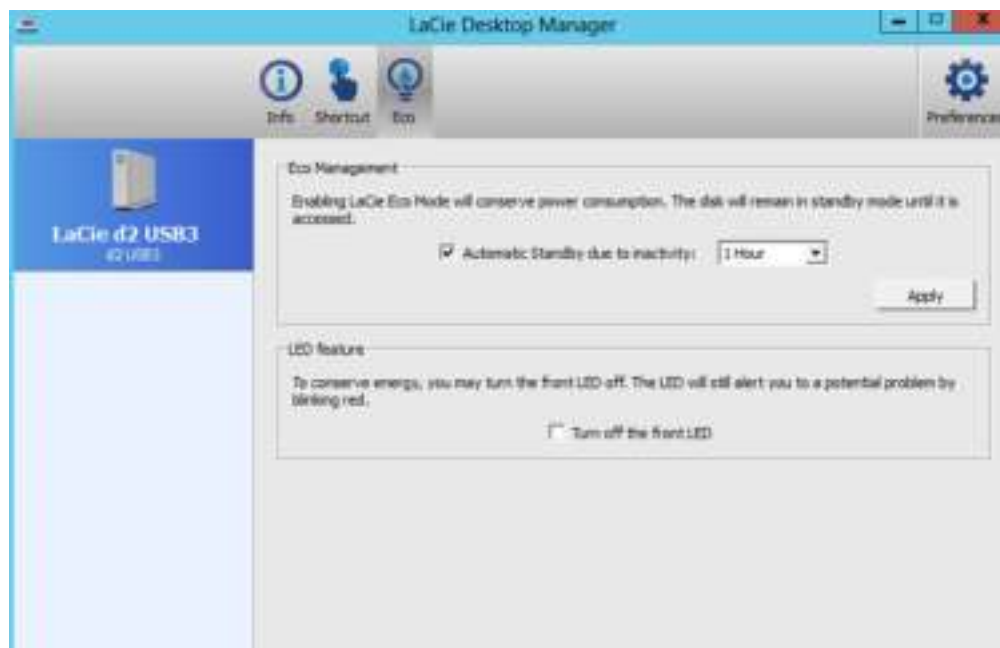 LaCie Desktop Manager
Info Shortcut Eco
Preferences
LaCie d2 USB3
d2 USB3
Eco Management
Enabling LaCie Eco Mode will conserve power consumption. The disk will remain in standby mode until it is
accessed.
Automatic Standby due to inactivity: 1 Hour
Apply
LED feature
To conserve energy, you may turn the front LED off. The LED will still alert you to a potential problem by
blinking red.
Turn off the front LED